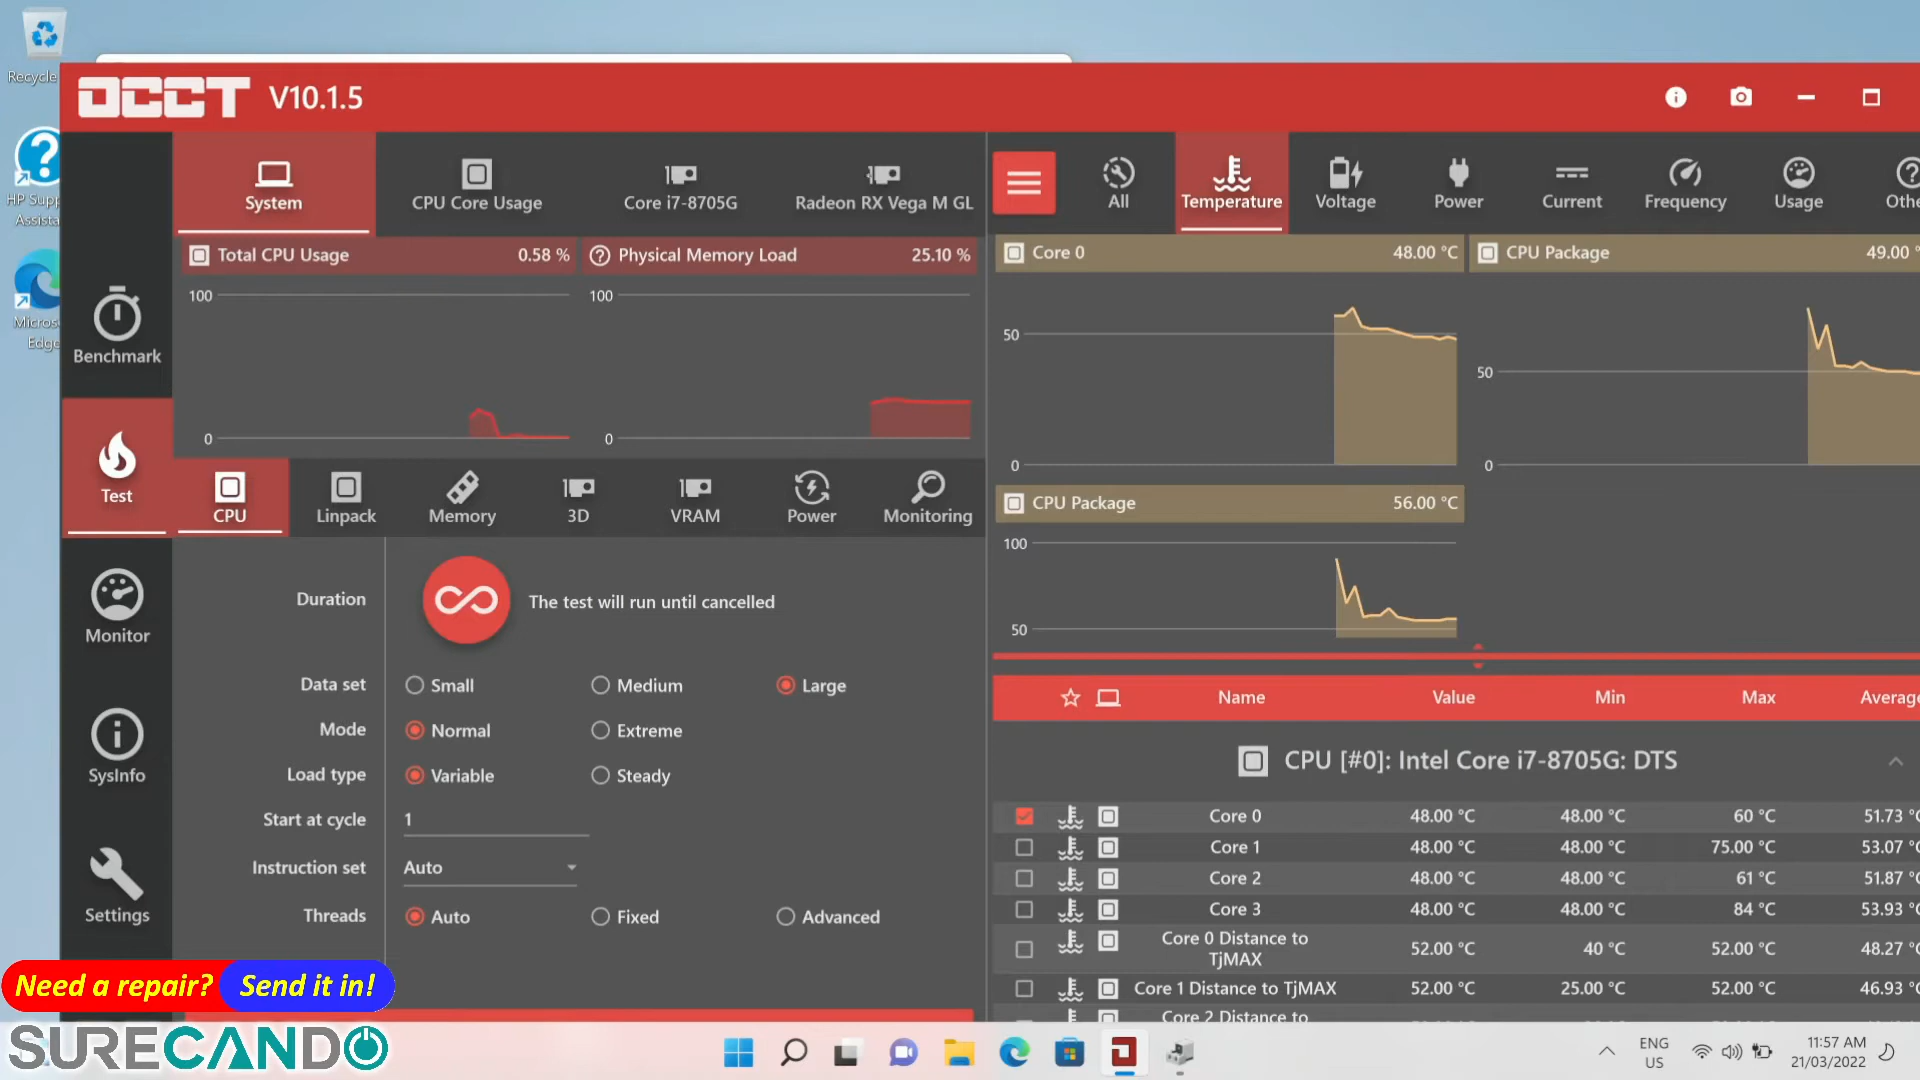 Recycle
HP Supp
Assista
Micros
Edge
OCCT V10.1.5
Benchmark
Test
Monitor
SysInfo
Settings
System
CPU Core Usage
Core i7-8705G
Radeon RX Vega M GL
Total CPU Usage 0.58 %
Physical Memory Load 25.10 %
100
0
100
0
CPU
Linpack
Memory
3D
VRAM
Power
Monitoring
Duration
The test will run until cancelled
Data set Small Medium Large
Mode Normal Extreme
Load type Variable Steady
Start at cycle 1
Instruction set Auto
Threads Auto Fixed Advanced
All
Temperature
Voltage
Power
Current
Frequency
Usage
Othe
Core 0 48.00 °C
CPU Package 49.00 °
50
0
50
0
CPU Package 56.00 °C
100
50
Name Value Min Max Average
CPU [#0]: Intel Core i7-8705G: DTS
Core 0 48.00 °C 48.00 °C 60 °C 51.73 °C
Core 1 48.00 °C 48.00 °C 75.00 °C 53.07 °C
Core 2 48.00 °C 48.00 °C 61 °C 51.87 °C
Core 3 48.00 °C 48.00 °C 84 °C 53.93 °C
Core 0 Distance to
TjMAX 52.00 °C 40 °C 52.00 °C 48.27 °C
Core 1 Distance to TjMAX 52.00 °C 25.00 °C 52.00 °C 46.93 °C
Core 2 Distance to
Need a repair? Send it in!
SURECANDO
ENG
US
11:57 AM
21/03/2022